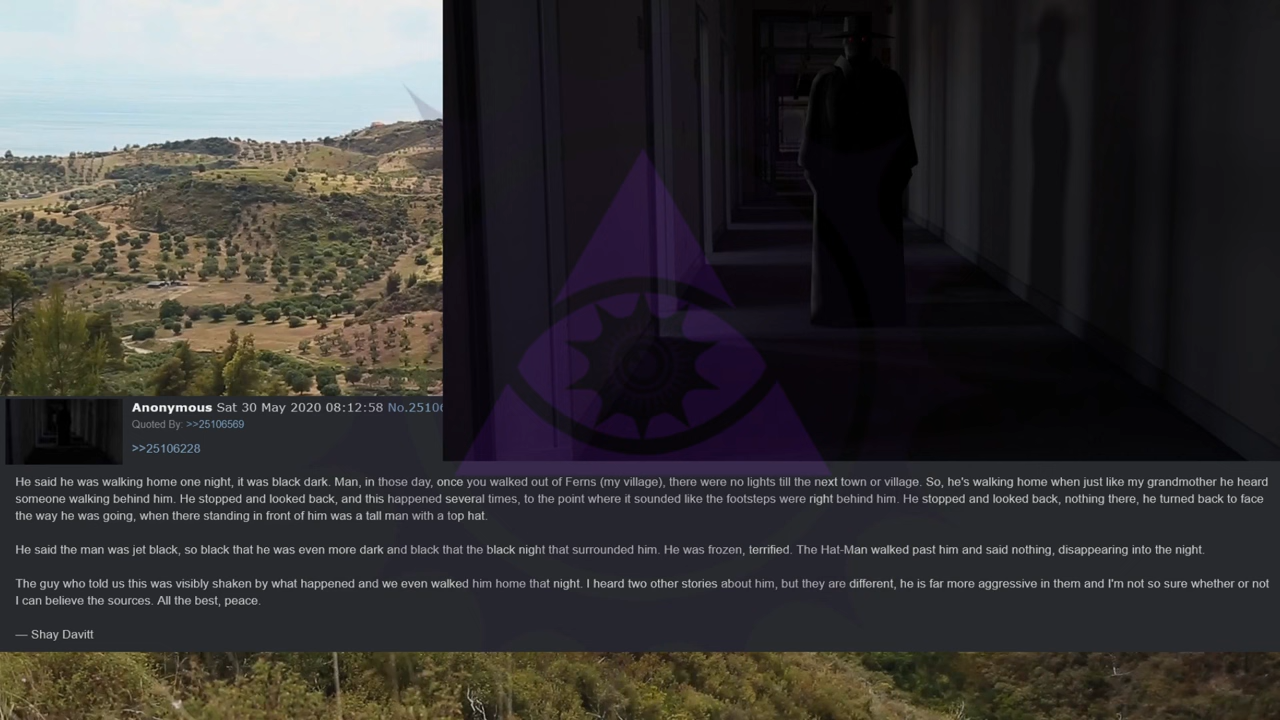 Anonymous Sat 30 May 2020 08:12:58 No.2510
Quoted By: >>25106569
>>25106228
He said he was walking home one night, it was black dark. Man, in those day, once you walked out of Ferns (my village), there were no lights till the next town or village. So, he's walking home when just like my grandmother he heard
someone walking behind him. He stopped and looked back, and this happened several times, to the point where it sounded like the footsteps were right behind him. He stopped and looked back, nothing there, he turned back to face
the way he was going, when there standing in front of him was a tall man with a top hat.
He said the man was jet black, so black that he was even more dark and black that the black night that surrounded him. He was frozen, terrified. The Hat-Man walked past him and said nothing, disappearing into the night.
The guy who told us this was visibly shaken by what happened and we even walked him home that night. I heard two other stories about him, but they are different, he is far more aggressive in them and I'm not so sure whether or not
I can believe the sources. All the best, peace.
— Shay Davitt